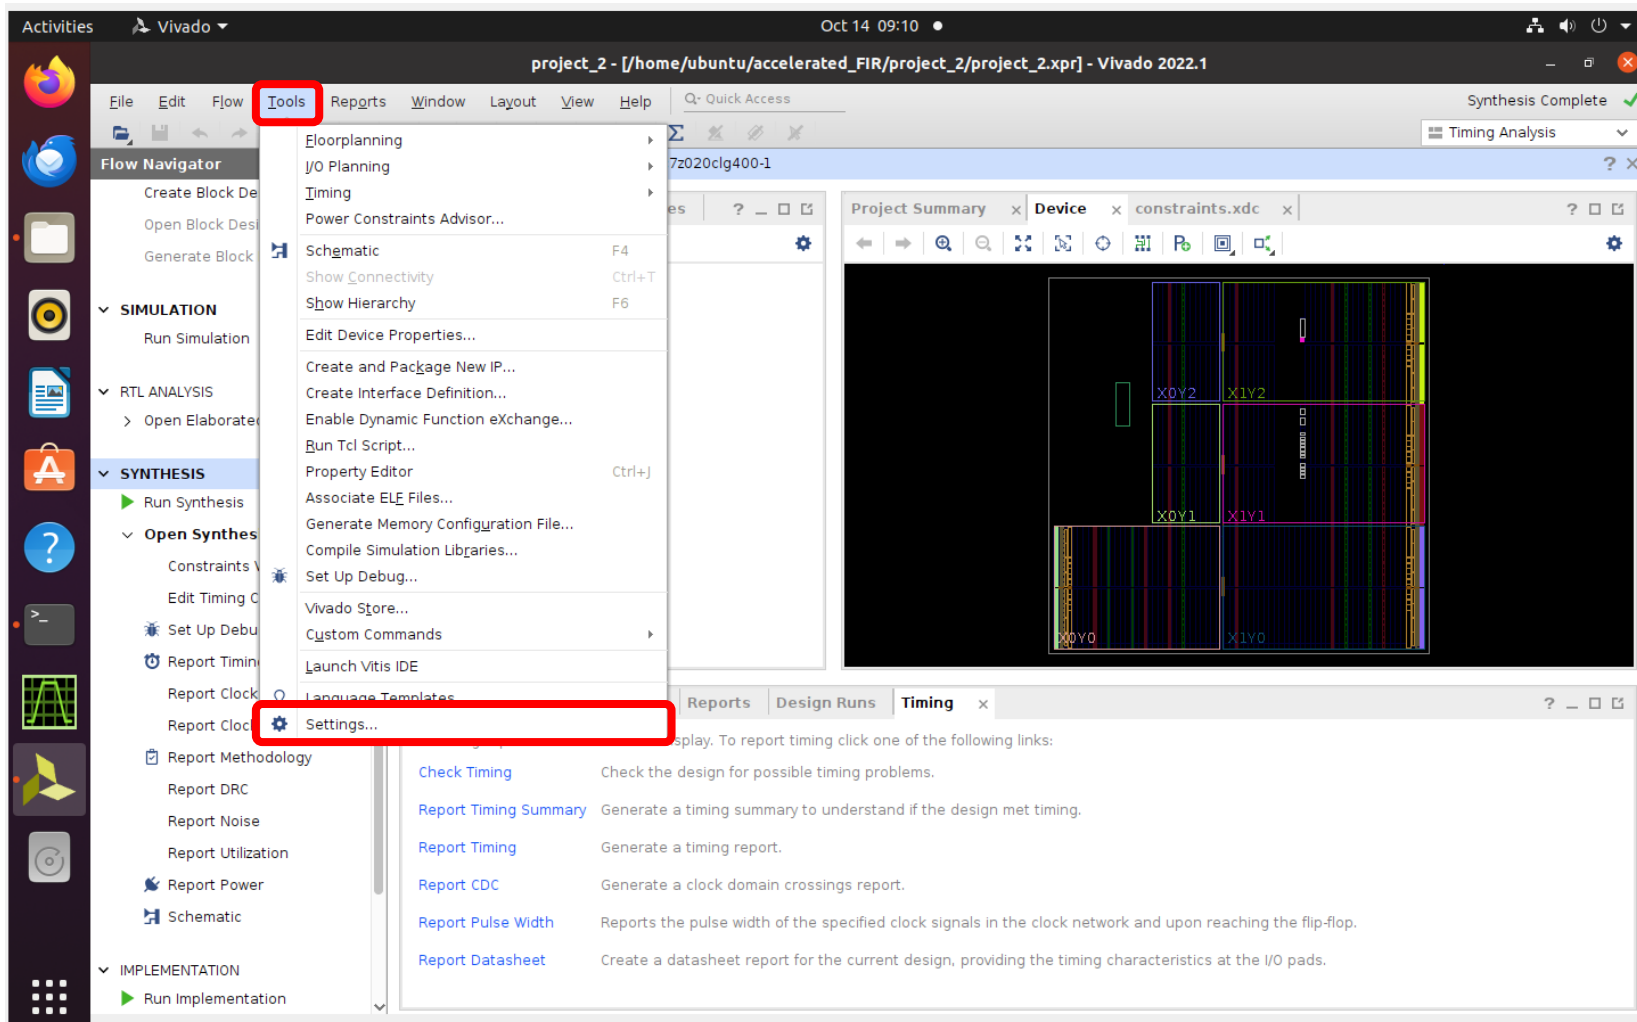 Activities
Vivado
Oct 14 09:10
project_2 - [/home/ubuntu/accelerated_FIR/project_2/project_2.xpr] - Vivado 2022.1
File Edit Flow Tools Reports Window Layout View Help
Quick Access
Synthesis Complete
Timing Analysis
Flow Navigator
7z020clg400-1
Create Block De
Open Block Desi
Generate Block
SIMULATION
Run Simulation
RTL ANALYSIS
Open Elaborate
SYNTHESIS
Run Synthesis
Open Synthes
Constraints
Edit Timing C
Set Up Debu
Report Timin
Report Clock
Report Cloc
Report Methodology
Report DRC
Report Noise
Report Utilization
Report Power
Schematic
IMPLEMENTATION
Run Implementation
Floorplanning
I/O Planning
Timing
Power Constraints Advisor...
Schematic F4
Show Connectivity Ctrl+T
Show Hierarchy F6
Edit Device Properties...
Create and Package New IP...
Create Interface Definition...
Enable Dynamic Function eXchange...
Run Tcl Script...
Property Editor Ctrl+J
Associate ELF Files...
Generate Memory Configuration File...
Compile Simulation Libraries...
Set Up Debug...
Vivado Store...
Custom Commands
Launch Vitis IDE
Language Templates
Settings...
es
Project Summary
Device
constraints.xdc
X0Y2 X1Y2
X0Y1 X1Y1
X0Y0 X1Y0
Reports Design Runs Timing
splay. To report timing click one of the following links:
Check Timing Check the design for possible timing problems.
Report Timing Summary Generate a timing summary to understand if the design met timing.
Report Timing Generate a timing report.
Report CDC Generate a clock domain crossings report.
Report Pulse Width Reports the pulse width of the specified clock signals in the clock network and upon reaching the flip-flop.
Report Datasheet Create a datasheet report for the current design, providing the timing characteristics at the I/O pads.